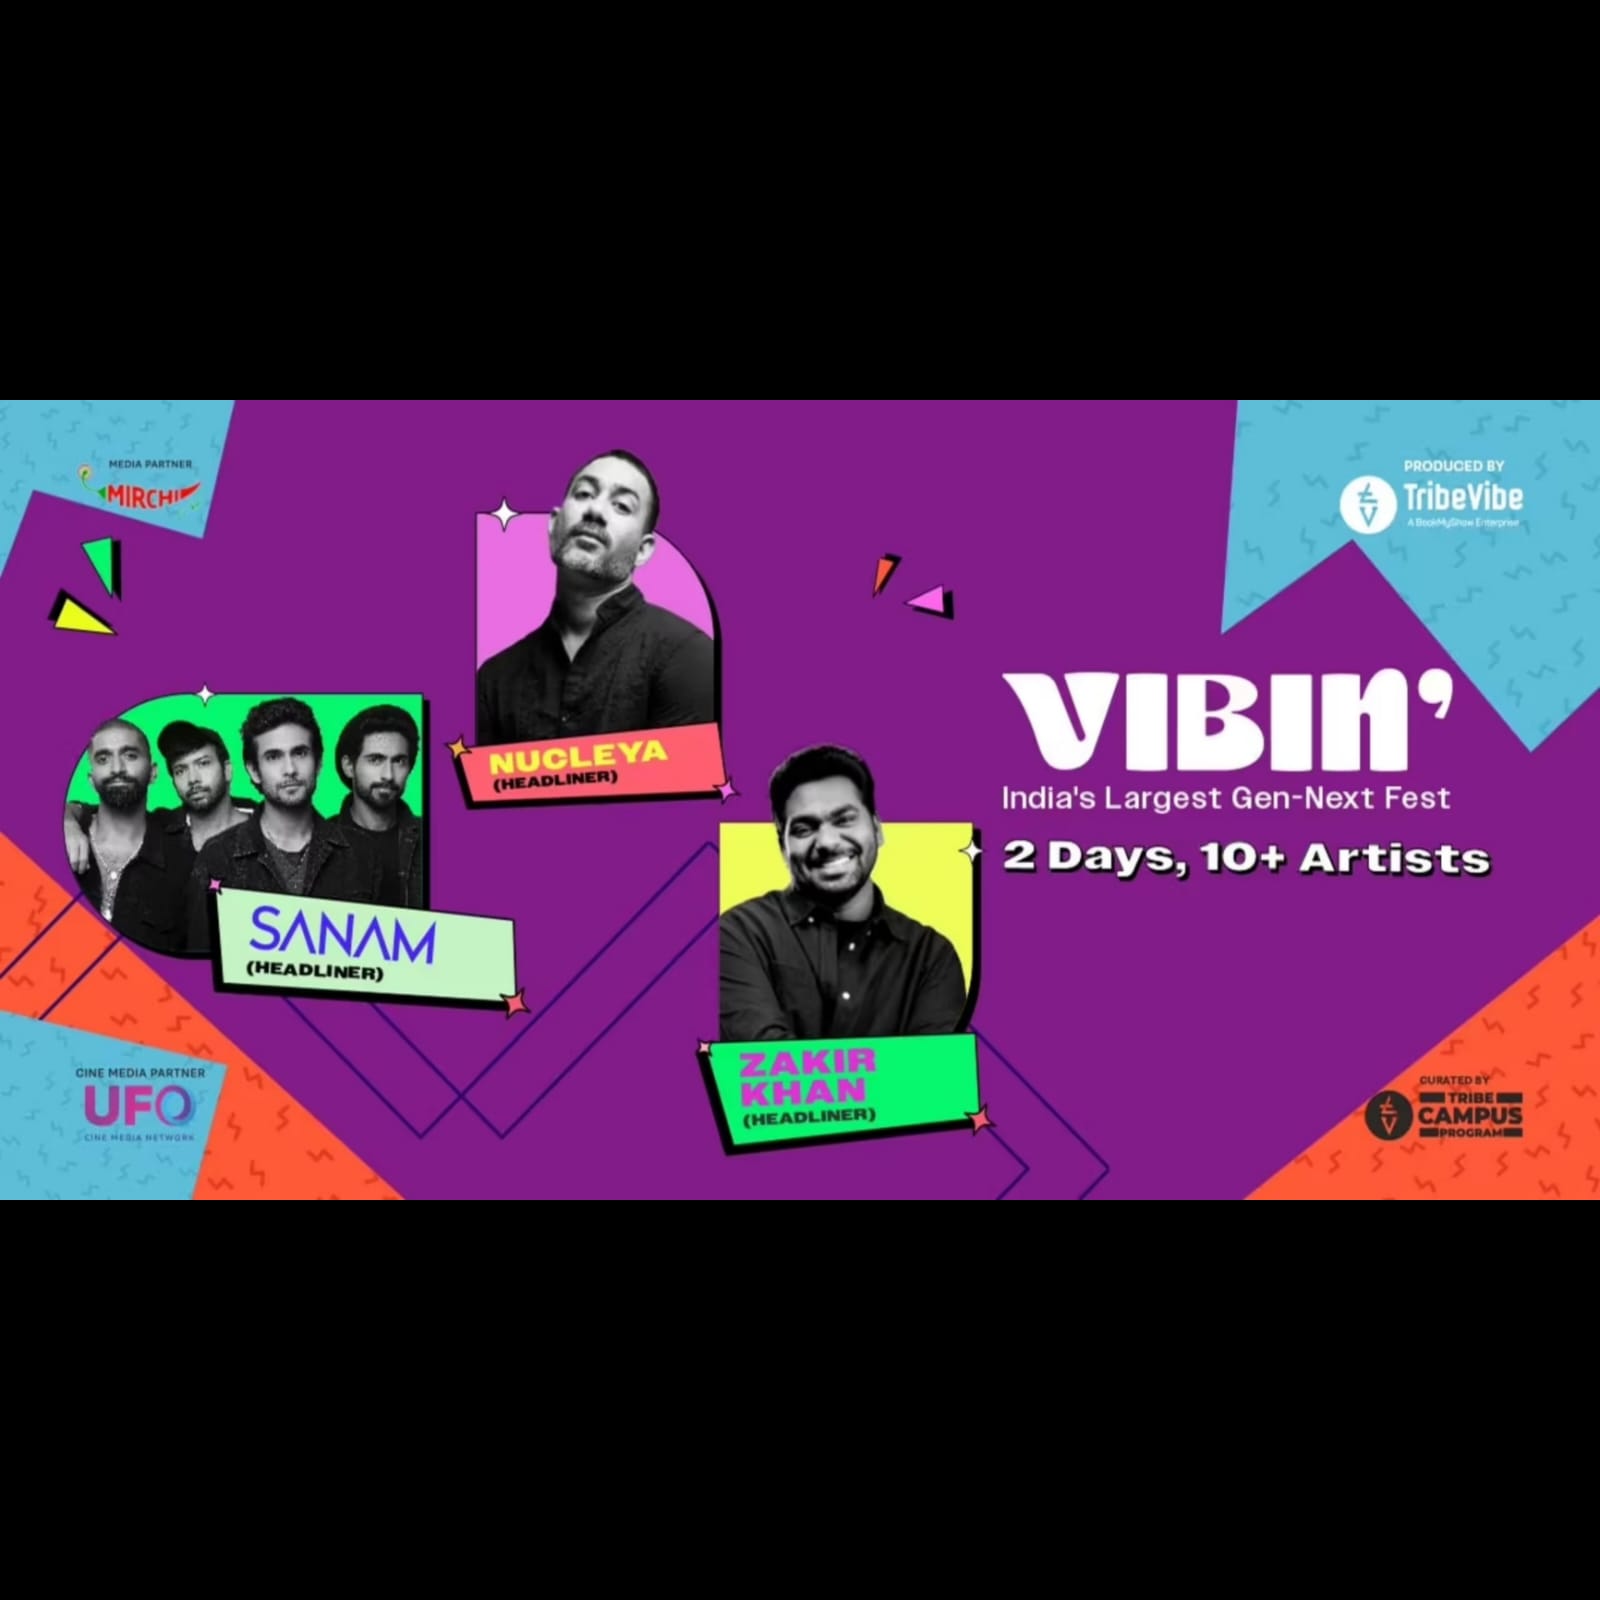 MEDIA PARTNER
MIRCHI
PRODUCED BY
TribeVibe
A BookMyShow Enterprise
NUCLEYA
(HEADLINER)
SANAM
(HEADLINER)
ZAKIR
KHAN
(HEADLINER)
VIBIN'
India's Largest Gen-Next Fest
2 Days, 10+ Artists
CINE MEDIA PARTNER
UFO
CINE MEDIA NETWORK
CURATED BY
TRIBE
CAMPUS
PROGRAM